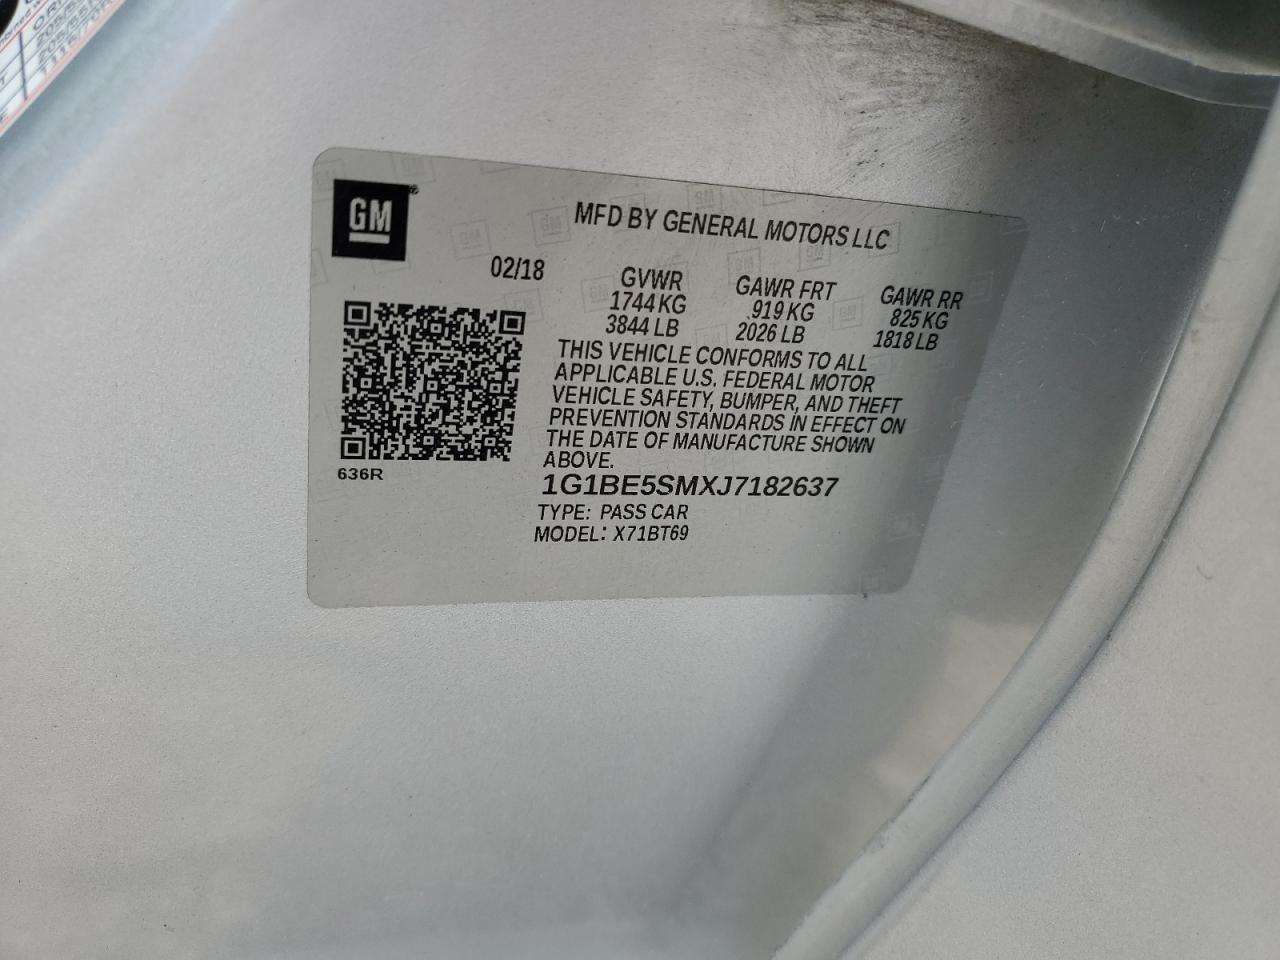 GM
MFD BY GENERAL MOTORS LLC
02/18
GVWR
1744 KG
3844 LB
GAWR FRT
919 KG
2026 LB
GAWR RR
825 KG
1818 LB
THIS VEHICLE CONFORMS TO ALL
APPLICABLE U.S. FEDERAL MOTOR
VEHICLE SAFETY, BUMPER, AND THEFT
PREVENTION STANDARDS IN EFFECT ON
THE DATE OF MANUFACTURE SHOWN
ABOVE.
1G1BE5SMXJ7182637
TYPE: PASS CAR
MODEL: X71BT69
636R